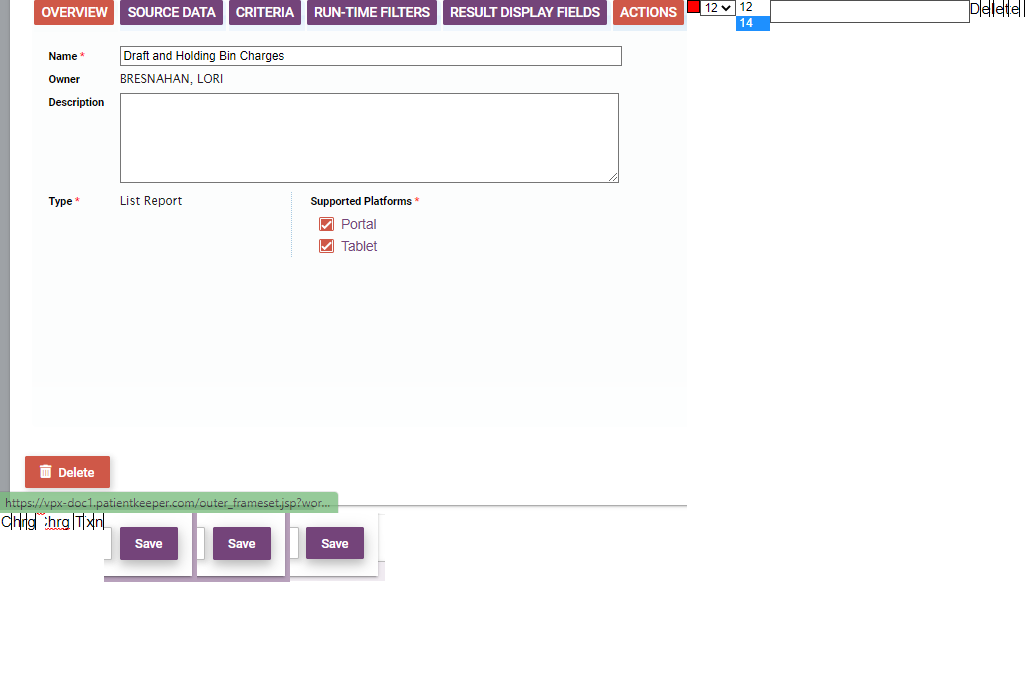 OVERVIEW SOURCE DATA CRITERIA RUN-TIME FILTERS RESULT DISPLAY FIELDS ACTIONS
12
12
14
Delete
Name * Draft and Holding Bin Charges
Owner BRESNAHAN, LORI
Description
Type * List Report
Supported Platforms *
Portal
Tablet
Delete
https://vpx-doc1.patientkeeper.com/outer_frameset.jsp?wor...
Chrg Chrg Txn
Save Save Save